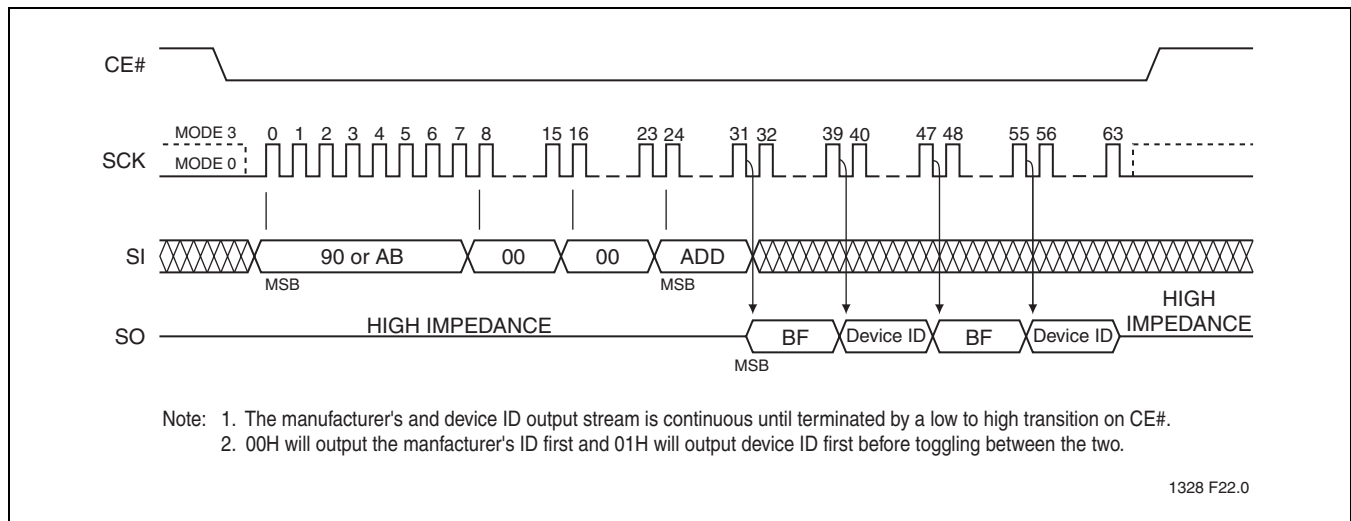 CE#
MODE 3
0 1 2 3 4 5 6 7 8 15 16 23 24 31 32 39 40 47 48 55 56 63
SCK
MODE 0
SI
90 or AB 00 00 ADD
MSB MSB
HIGH IMPEDANCE
HIGH IMPEDANCE
SO
BF Device ID BF Device ID
MSB
Note: 1. The manufacturer's and device ID output stream is continuous until terminated by a low to high transition on CE#.
2. 00H will output the manfacturer's ID first and 01H will output device ID first before toggling between the two.
1328 F22.0